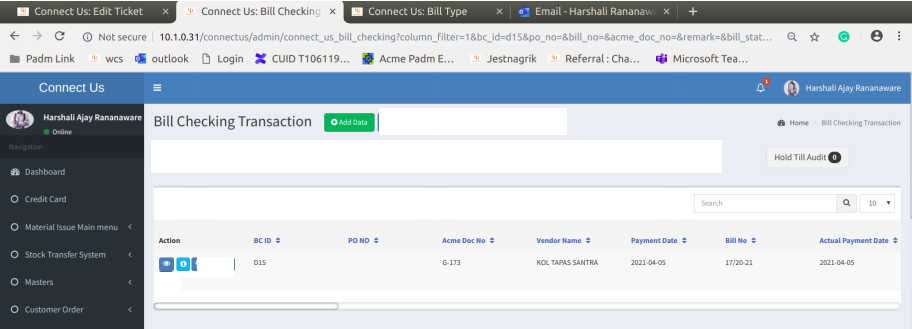 Connect Us: Edit Ticket × Connect Us: Bill Checking × Connect Us: Bill Type × Email - Harshali Rananawa × +
Not secure | 10.1.0.31/connectus/admin/connect_us_bill_checking?column_filter=1&bc_id=d15&po_no=&bill_no=&acme_doc_no=&remark=&bill_stat...
Padm Link wcs outlook Login CUID T106119... Acme Padm E... Jestnagrik Referral : Cha... Microsoft Tea...
Connect Us
1
Harshali Ajay Rananaware
Harshali Ajay Rananaware
Online
Bill Checking Transaction
Add Data
Home
Bill Checking Transaction
Navigation
Hold Till Audit 0
Dashboard
Credit Card
Search
10
Material Issue Main menu
Stock Transfer System
Masters
Customer Order
Action BC ID PO NO Acme Doc No Vendor Name Payment Date Bill No Actual Payment Date
D15 G-173 KOL TAPAS SANTRA 2021-04-05 17/20-21 2021-04-05